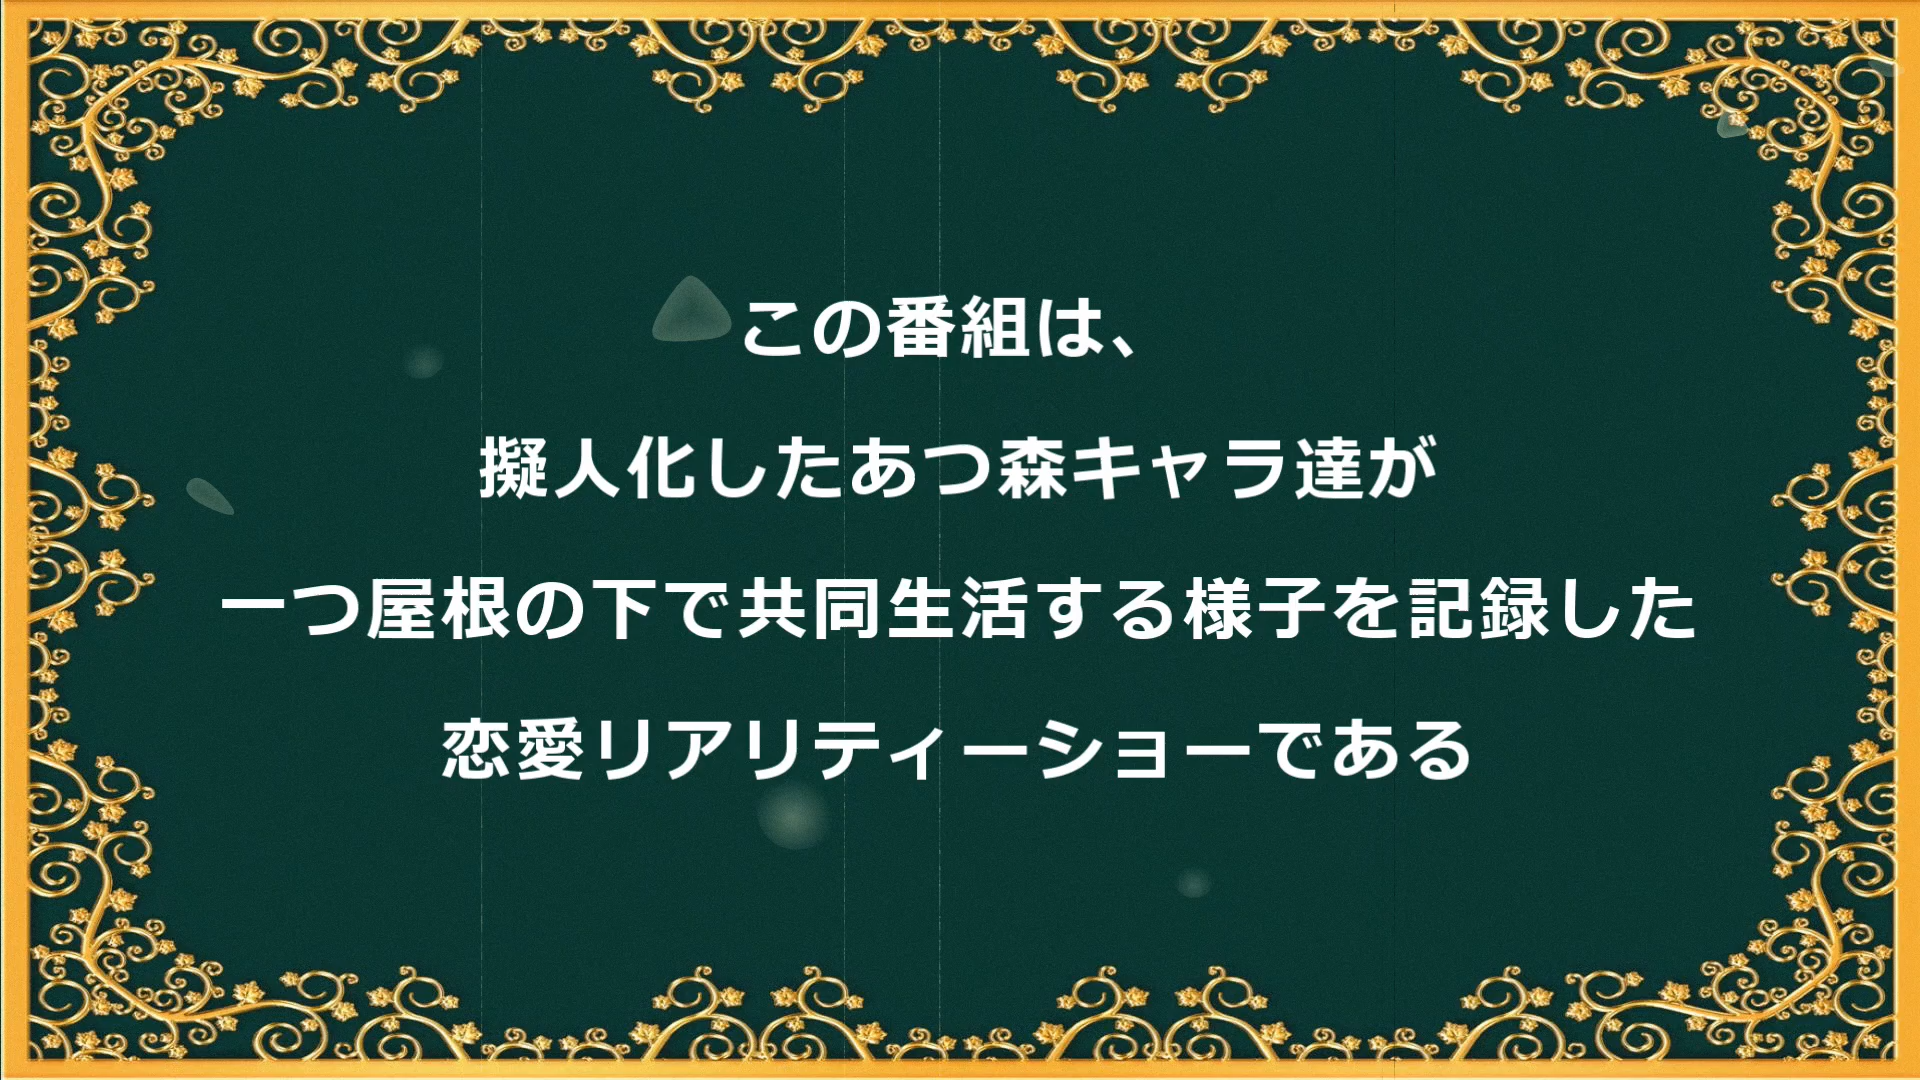 この番組は、
擬人化したあつ森キャラ達が
一つ屋根の下で共同生活する様子を記録した
恋愛リアリティーショーである